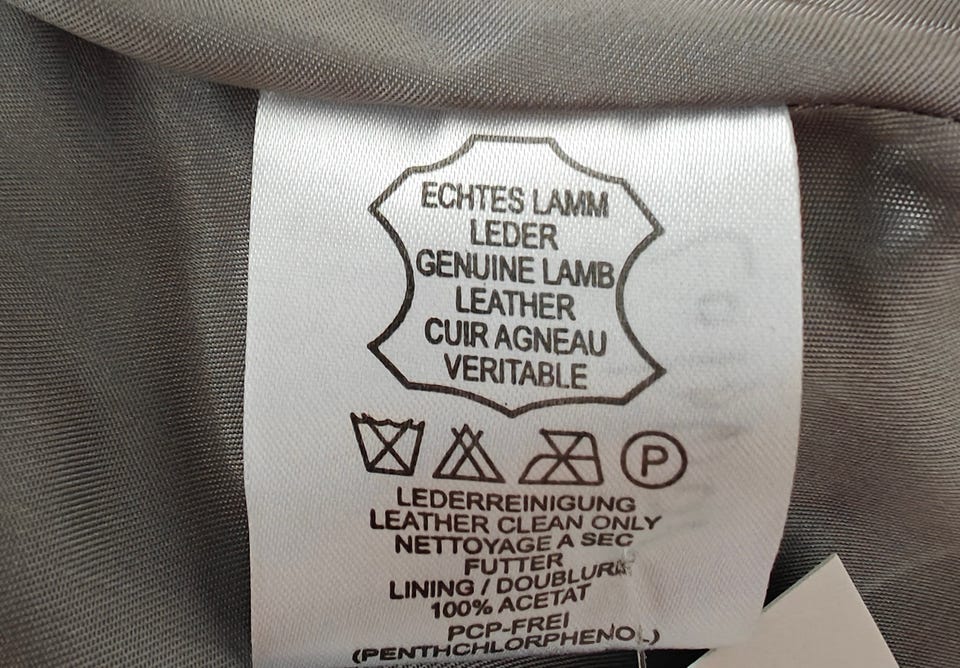 ECHTES LAMM
LEDER
GENUINE LAMB
LEATHER
CUIR AGNEAU
VERITABLE
P
LEDERREINIGUNG
LEATHER CLEAN ONLY
NETTOYAGE A SEC
FUTTER
LINING / DOUBLURE
100% ACETAT
PCP-FREI
(PENTHCHLORPHENOL)